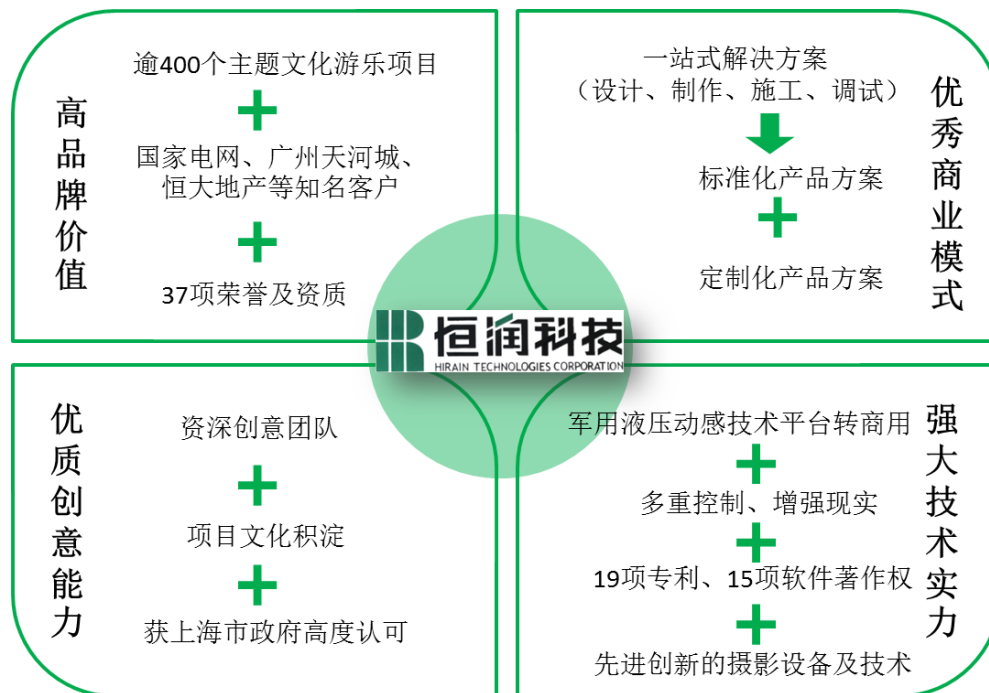 高品牌价值
逾400个主题文化游乐项目
国家电网、广州天河城、
恒大地产等知名客户
37项荣誉及资质
优秀商业模式
一站式解决方案
（设计、制作、施工、调试）
标准化产品方案
定制化产品方案
恒润科技
HIRAIN TECHNOLOGIES CORPORATION
优质创意能力
资深创意团队
项目文化积淀
获上海市政府高度认可
强大技术实力
军用液压动感技术平台转商用
多重控制、增强现实
19项专利、15项软件著作权
先进创新的摄影设备及技术